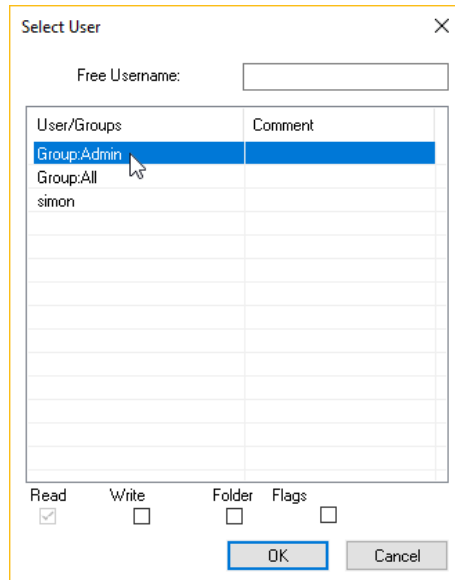 Select User
Free Username:
User/Groups Comment
Group:Admin
Group:All
simon
Read Write Folder Flags
OK Cancel